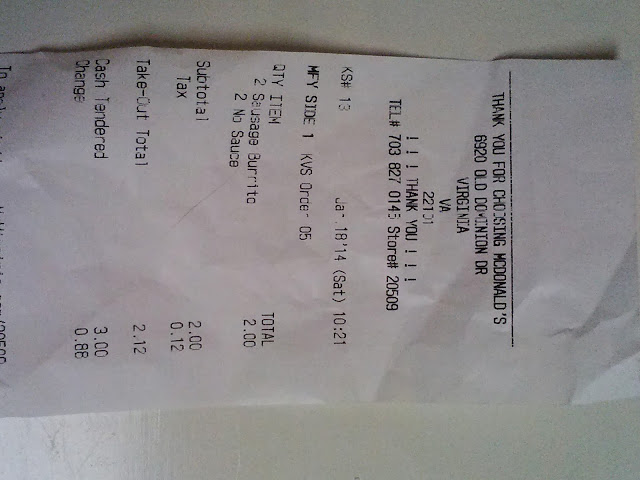 THANK YOU FOR CHOOSING MCDONALD'S
6920 OLD DOMINION DR
VIRGINIA
VA
22101
! ! ! THANK YOU ! ! !
TEL# 703 827 0145 Store# 20509
KS# 13 Jan.18'14 (Sat) 10:21
MFY SIDE 1 KVS Order 05
QTY ITEM TOTAL
2 Sausage Burrito 2.00
2 No Sauce
Subtotal 2.00
Tax 0.12
Take-Out Total 2.12
Cash Tendered 3.00
Change 0.88